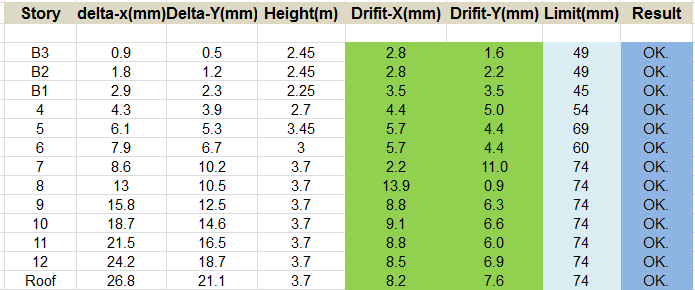 Story delta-x(mm) Delta-Y(mm) Height(m) Drifit-X(mm) Drifit-Y(mm) Limit(mm) Result
B3 0.9 0.5 2.45 2.8 1.6 49 OK.
B2 1.8 1.2 2.45 2.8 2.2 49 OK.
B1 2.9 2.3 2.25 3.5 3.5 45 OK.
4 4.3 3.9 2.7 4.4 5.0 54 OK.
5 6.1 5.3 3.45 5.7 4.4 69 OK.
6 7.9 6.7 3 5.7 4.4 60 OK.
7 8.6 10.2 3.7 2.2 11.0 74 OK.
8 13 10.5 3.7 13.9 0.9 74 OK.
9 15.8 12.5 3.7 8.8 6.3 74 OK.
10 18.7 14.6 3.7 9.1 6.6 74 OK.
11 21.5 16.5 3.7 8.8 6.0 74 OK.
12 24.2 18.7 3.7 8.5 6.9 74 OK.
Roof 26.8 21.1 3.7 8.2 7.6 74 OK.